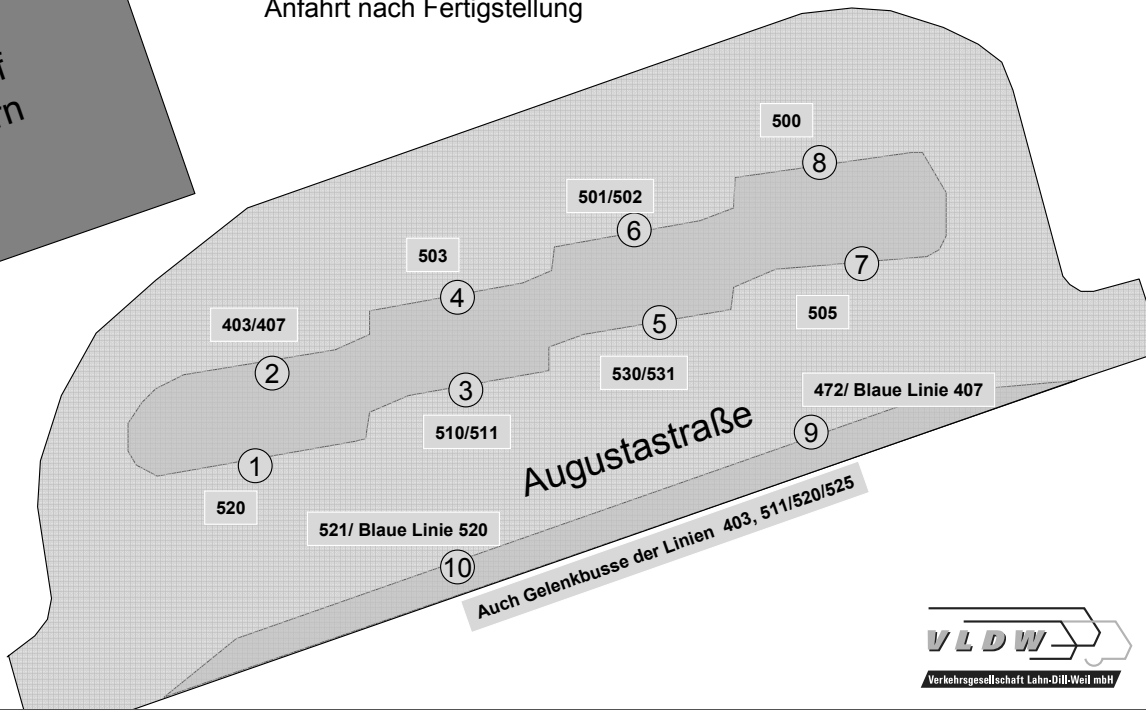 Anfahrt nach Fertigstellung
500
8
501/502
6
503
4
7
403/407
505
5
2
530/531
3
472/ Blaue Linie 407
510/511
9
Augustastraße
1
520
521/ Blaue Linie 520
10
Auch Gelenkbusse der Linien 403, 511/520/525
VLDW
Verkehrsgesellschaft Lahn-Dill-Weil mbH